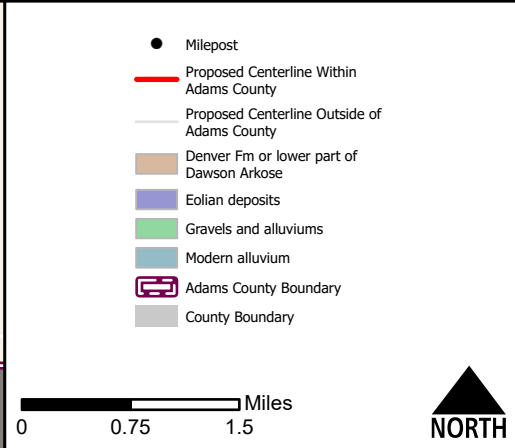 Milepost
Proposed Centerline Within
Adams County
Proposed Centerline Outside of
Adams County
Denver Fm or lower part of
Dawson Arkose
Eolian deposits
Gravels and alluviums
Modern alluvium
Adams County Boundary
County Boundary
Miles
0 0.75 1.5
NORTH